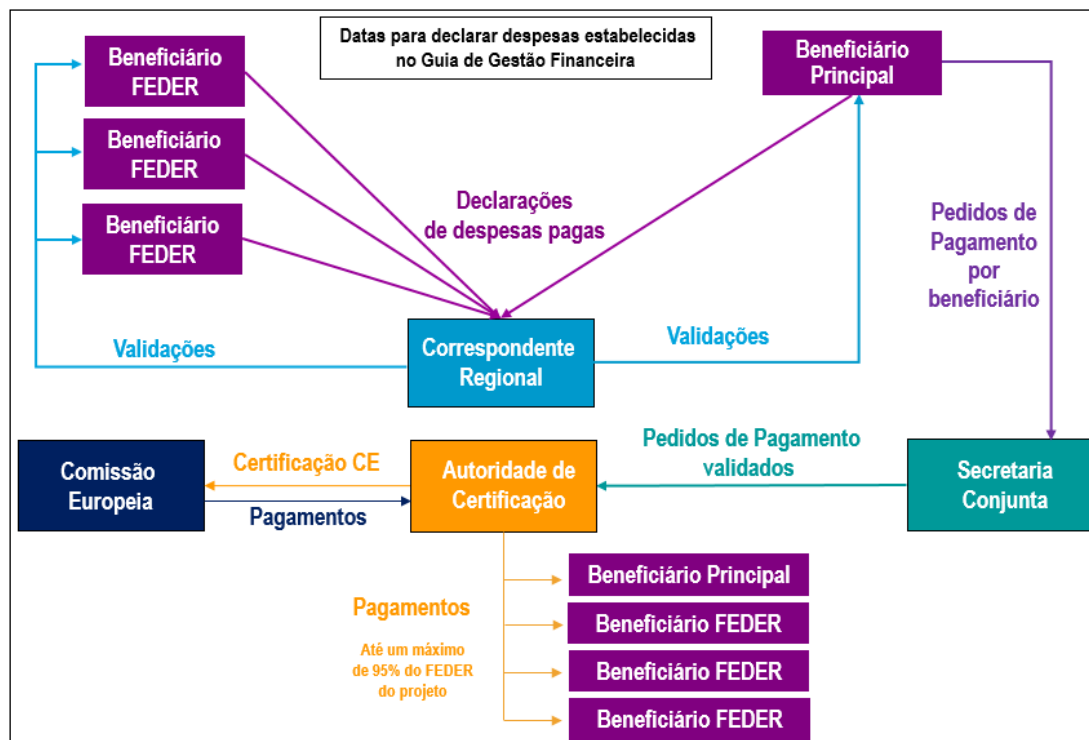 Datas para declarar despesas estabelecidas
no Guia de Gestão Financeira
Beneficiário
FEDER
Beneficiário
FEDER
Beneficiário
FEDER
Beneficiário
Principal
Declarações
de despesas pagas
Pedidos de
Pagamento
por
beneficiário
Validações
Correspondente
Regional
Validações
Comissão
Europeia
Certificação CE
Pagamentos
Autoridade de
Certificação
Pedidos de Pagamento
validados
Secretaria
Conjunta
Pagamentos
Até um máximo
de 95% do FEDER
do projeto
Beneficiário Principal
Beneficiário FEDER
Beneficiário FEDER
Beneficiário FEDER